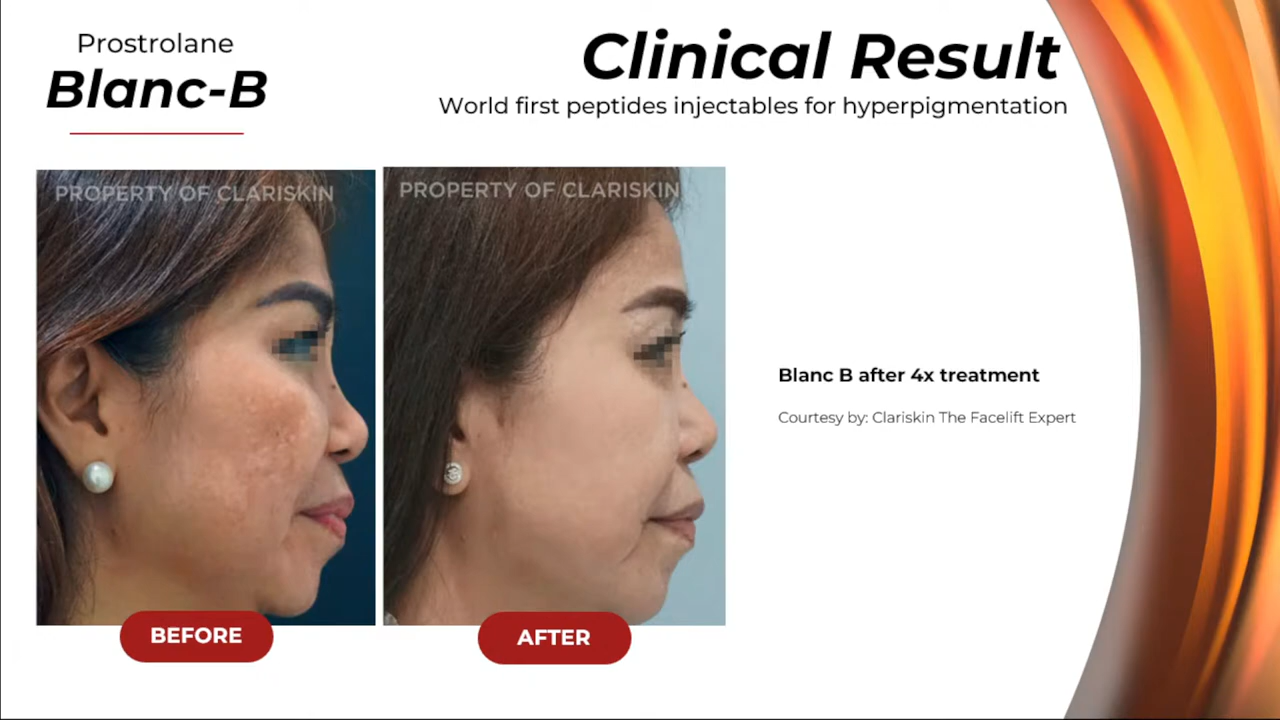 Prostrolane
Blanc-B
Clinical Result
World first peptides injectables for hyperpigmentation
PROPERTY OF CLARISKIN
PROPERTY OF CLARISKIN
Blanc B after 4x treatment
Courtesy by: Clariskin The Facelift Expert
BEFORE
AFTER